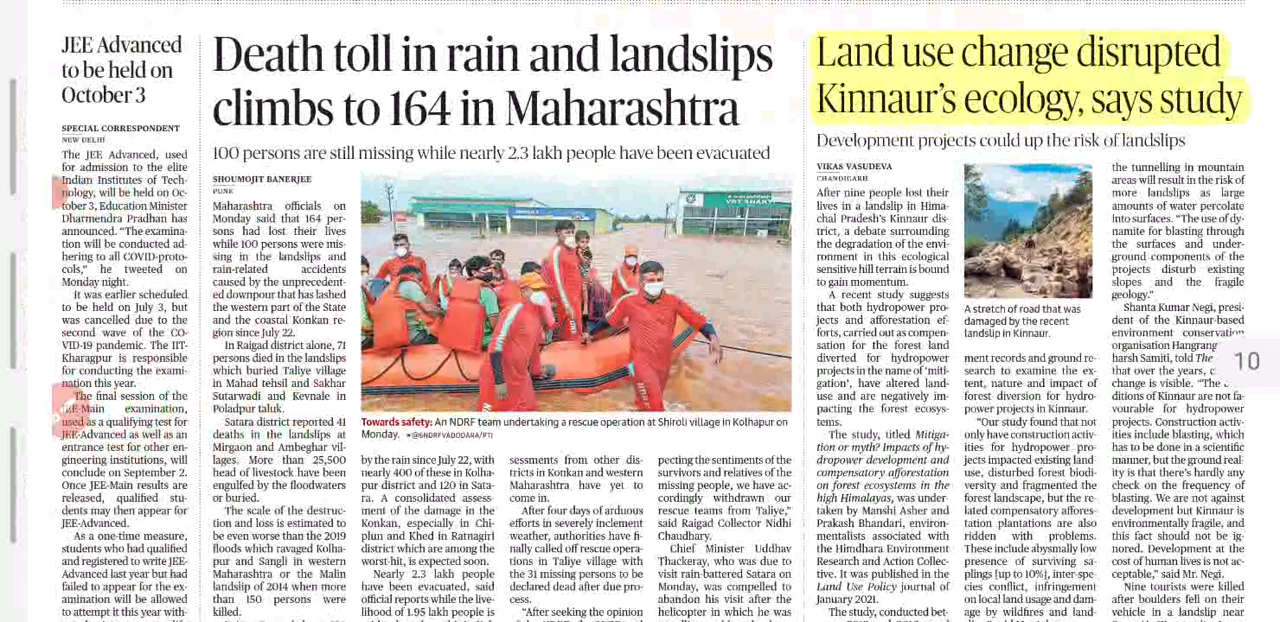 JEE Advanced
to be held on
October 3
SPECIAL CORRESPONDENT
NEW DELHI
The JEE Advanced, used
for admission to the elite
Indian Institutes of Tech-
nology, will be held on Oc-
tober 3, Education Minister
Dharmendra Pradhan has
announced. “The examina-
tion will be conducted ad-
hering to all COVID-proto-
cols,” he tweeted on
Monday night.
It was earlier scheduled
to be held on July 3, but
was cancelled due to the
second wave of the CO-
VID-19 pandemic. The IIT-
Kharagpur is responsible
for conducting the exami-
nation this year.
The final session of the
JEE-Main examination,
used as a qualifying test for
JEE-Advanced as well as an
entrance test for other en-
gineering institutions, will
conclude on September 2.
Once JEE-Main results are
released, qualified stu-
dents may then appear for
JEE-Advanced.
As a one-time measure,
students who had qualified
and registered to write JEE-
Advanced last year but had
failed to appear for the ex-
amination will be allowed
to attempt it this year with-
Death toll in rain and landslips
climbs to 164 in Maharashtra
100 persons are still missing while nearly 2.3 lakh people have been evacuated
SHOUMOJIT BANERJEE
PUNE
Maharashtra officials on
Monday said that 164 per-
sons had lost their lives
while 100 persons were mis-
sing in the landslips and
rain-related accidents
caused by the unprecedent-
ed downpour that has lashed
the western part of the State
and the coastal Konkan re-
gion since July 22.
In Raigad district alone, 71
persons died in the landslips
which buried Taliye village
in Mahad tehsil and Sakhar
Sutarwadi and Kevnale in
Poladpur taluk.
Satara district reported 41
deaths in the landslips at
Mirgaon and Ambeghar vil-
lages. More than 25,500
head of livestock have been
engulfed by the floodwaters
or buried.
The scale of the destruc-
tion and loss is estimated to
be even worse than the 2019
floods which ravaged Kolha-
pur and Sangli in western
Maharashtra or the Malin
landslip of 2014 when more
than 150 persons were
killed.
Towards safety: An NDRF team undertaking a rescue operation at Shiroli village in Kolhapur on
Monday. @6NDRFVADODARA/PTI
by the rain since July 22, with
nearly 400 of these in Kolha-
pur district and 120 in Sata-
ra. A consolidated assess-
ment of the damage in the
Konkan, especially in Chi-
plun and Khed in Ratnagiri
district which are among the
worst-hit, is expected soon.
Nearly 2.3 lakh people
have been evacuated, said
official reports while the live-
lihood of 1.95 lakh people is
sessments from other dis-
tricts in Konkan and western
Maharashtra have yet to
come in.
After four days of arduous
efforts in severely inclement
weather, authorities have fi-
nally called off rescue opera-
tions in Taliye village with
the 31 missing persons to be
declared dead after due pro-
cess.
“After seeking the opinion
pecting the sentiments of the
survivors and relatives of the
missing people, we have ac-
cordingly withdrawn our
rescue teams from Taliye,”
said Raigad Collector Nidhi
Chaudhary.
Chief Minister Uddhav
Thackeray, who was due to
visit rain-battered Satara on
Monday, was compelled to
abandon his visit after the
helicopter in which he was
Land use change disrupted
Kinnaur’s ecology, says study
Development projects could up the risk of landslips
VIKAS VASUDEVA
CHANDIGARH
After nine people lost their
lives in a landslip in Hima-
chal Pradesh’s Kinnaur dis-
trict, a debate surrounding
the degradation of the envi-
ronment in this ecological
sensitive hill terrain is bound
to gain momentum.
A recent study suggests
that both hydropower pro-
jects and afforestation ef-
forts, carried out as compen-
sation for the forest land
diverted for hydropower
projects in the name of ‘miti-
gation’, have altered land-
use and are negatively im-
pacting the forest ecosys-
tems.
The study, titled Mitiga-
tion or myth? Impacts of hy-
dropower development and
compensatory afforestation
on forest ecosystems in the
high Himalayas, was under-
taken by Manshi Asher and
Prakash Bhandari, environ-
mentalists associated with
the Himdhara Environment
Research and Action Collec-
tive. It was published in the
Land Use Policy journal of
January 2021.
The study, conducted bet-
A stretch of road that was
damaged by the recent
landslip in Kinnaur.
ment records and ground re-
search to examine the ex-
tent, nature and impact of
forest diversion for hydro-
power projects in Kinnaur.
“Our study found that not
only have construction activ-
ities for hydropower pro-
jects impacted existing land-
use, disturbed forest biodi-
versity and fragmented the
forest landscape, but the re-
lated compensatory affores-
tation plantations are also
ridden with problems.
These include abysmally low
presence of surviving sa-
plings [up to 10%], inter-spe-
cies conflict, infringement
on local land usage and dam-
age by wildfires and land-
the tunnelling in mountain
areas will result in the risk of
more landslips as large
amounts of water percolate
into surfaces. “The use of dy-
namite for blasting through
the surfaces and under-
ground components of the
projects disturb existing
slopes and the fragile
geology.”
Shanta Kumar Negi, presi-
dent of the Kinnaur-based
environment conservation
organisation Hangrang
harsh Samiti, told The
that over the years,
change is visible. “The
ditions of Kinnaur are not fa-
vourable for hydropower
projects. Construction activ-
ities include blasting, which
has to be done in a scientific
manner, but the ground real-
ity is that there’s hardly any
check on the frequency of
blasting. We are not against
development but Kinnaur is
environmentally fragile, and
this fact should not be ig-
nored. Development at the
cost of human lives is not ac-
ceptable,” said Mr. Negi.
Nine tourists were killed
after boulders fell on their
vehicle in a landslip near
10